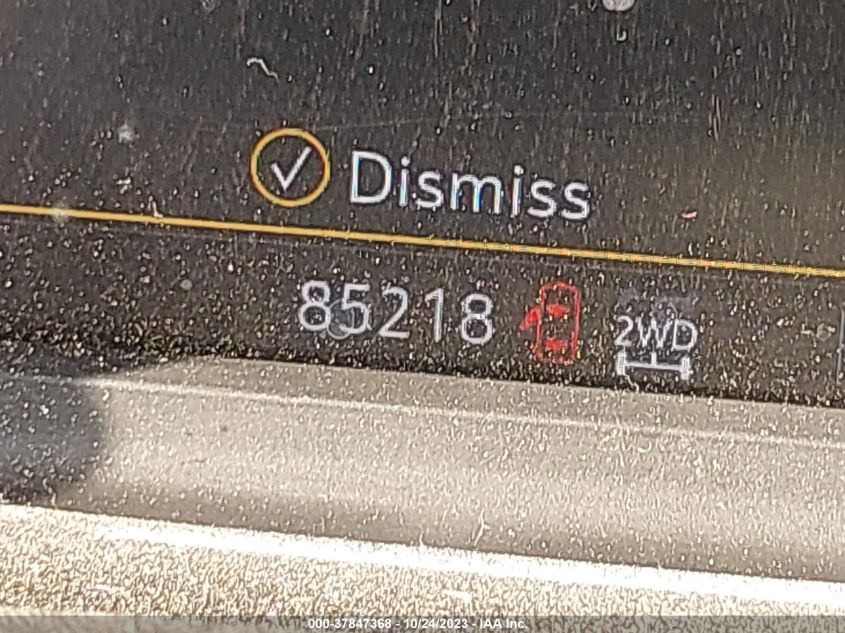 Dismiss
85218
2WD
000-37847368 - 10/24/2023 - IAA Inc.